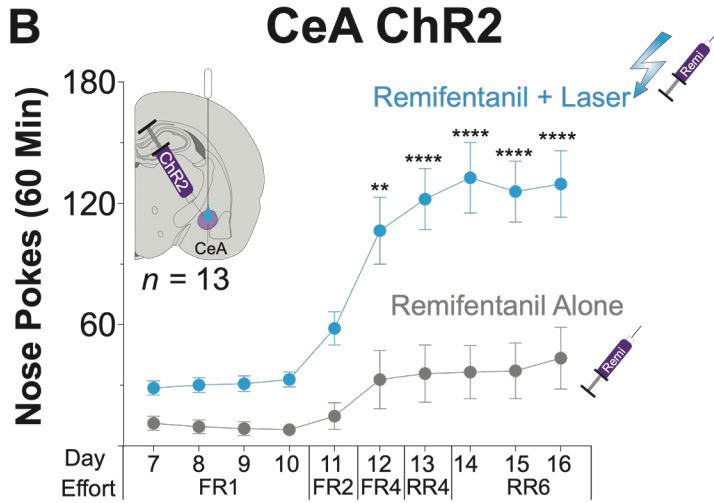 B
CeA ChR2
Nose Pokes (60 Min)
180
120
60
Remifentanil + Laser
Remi
ChR2
CeA
n = 13
** **** **** **** ****
Remifentanil Alone
Remi
Day 7 8 9 10 11 12 13 14 15 16
Effort FR1 FR2 FR4 RR4 RR6